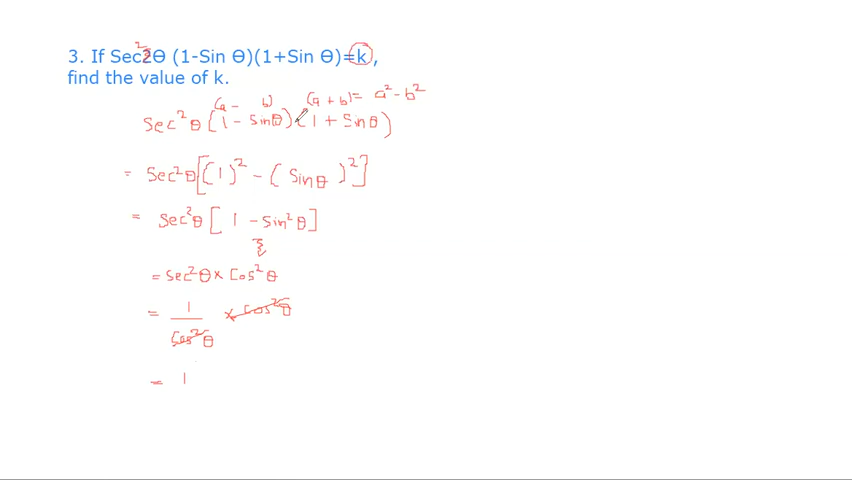 3. If Sec2θ (1-Sin θ)(1+Sin θ)=k ,
find the value of k.
(a - b) (a + b) = a² - b²
Sec²θ (1 - Sinθ) (1 + Sinθ)
= Sec²θ [(1)² - (Sinθ)²]
= Sec²θ [1 - Sin²θ]
= Sec²θ × Cos²θ
= 1/Cos²θ × Cos²θ
= 1